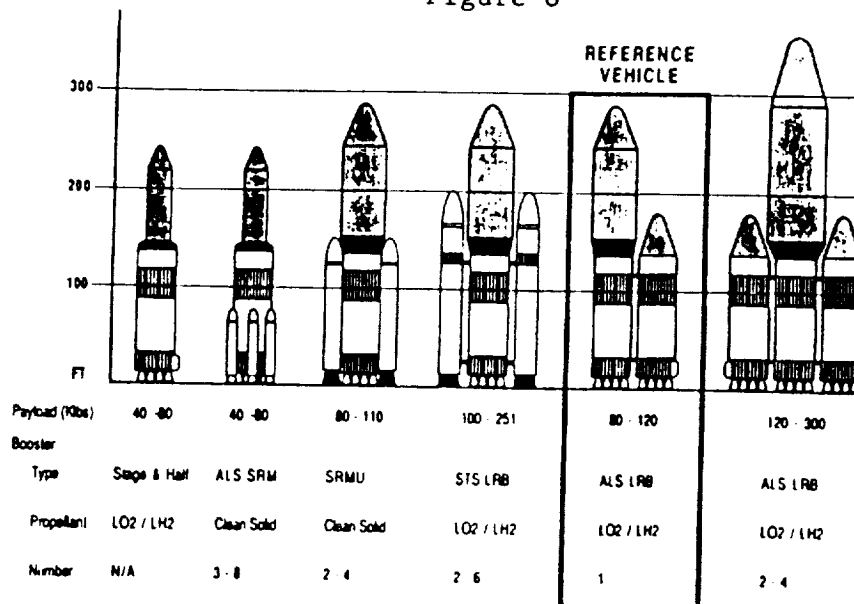 Figure 6
REFERENCE
VEHICLE
300
200
100
FT
Payload (Klbs) 40 -80 40 -80 80 - 110 100 - 251 80 - 120 120 - 300
Booster
Type Stage & Half ALS SRM SRMU STS LRB ALS LRB ALS LRB
Propellant LO2 / LH2 Clean Solid Clean Solid LO2 / LH2 LO2 / LH2 LO2 / LH2
Number N/A 3 - 8 2 - 4 2 - 6 1 2 - 4